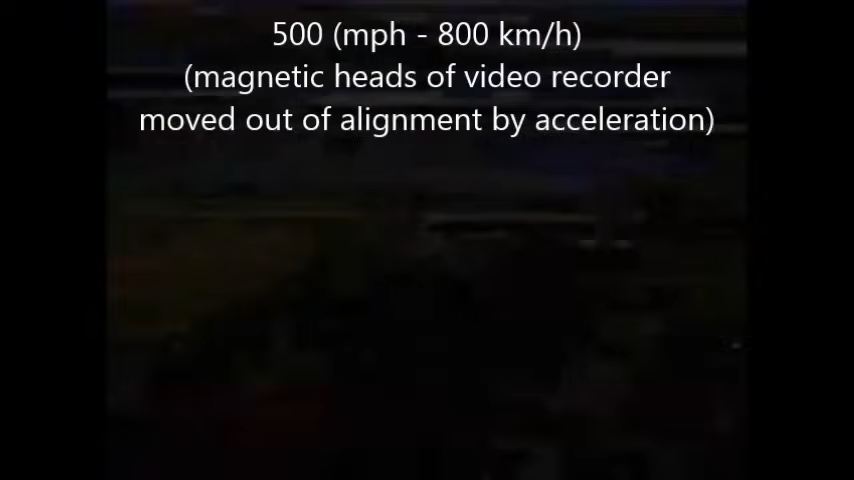 500 (mph - 800 km/h)
(magnetic heads of video recorder
moved out of alignment by acceleration)